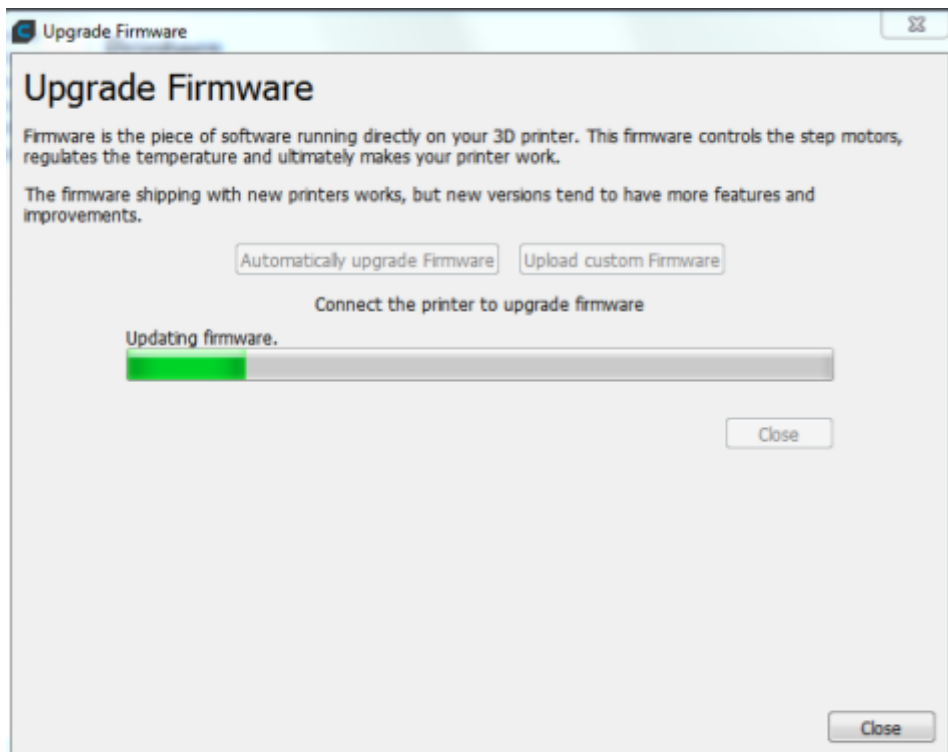 Upgrade Firmware
Upgrade Firmware
Firmware is the piece of software running directly on your 3D printer. This firmware controls the step motors,
regulates the temperature and ultimately makes your printer work.
The firmware shipping with new printers works, but new versions tend to have more features and
improvements.
Automatically upgrade Firmware Upload custom Firmware
Connect the printer to upgrade firmware
Updating firmware.
Close
Close